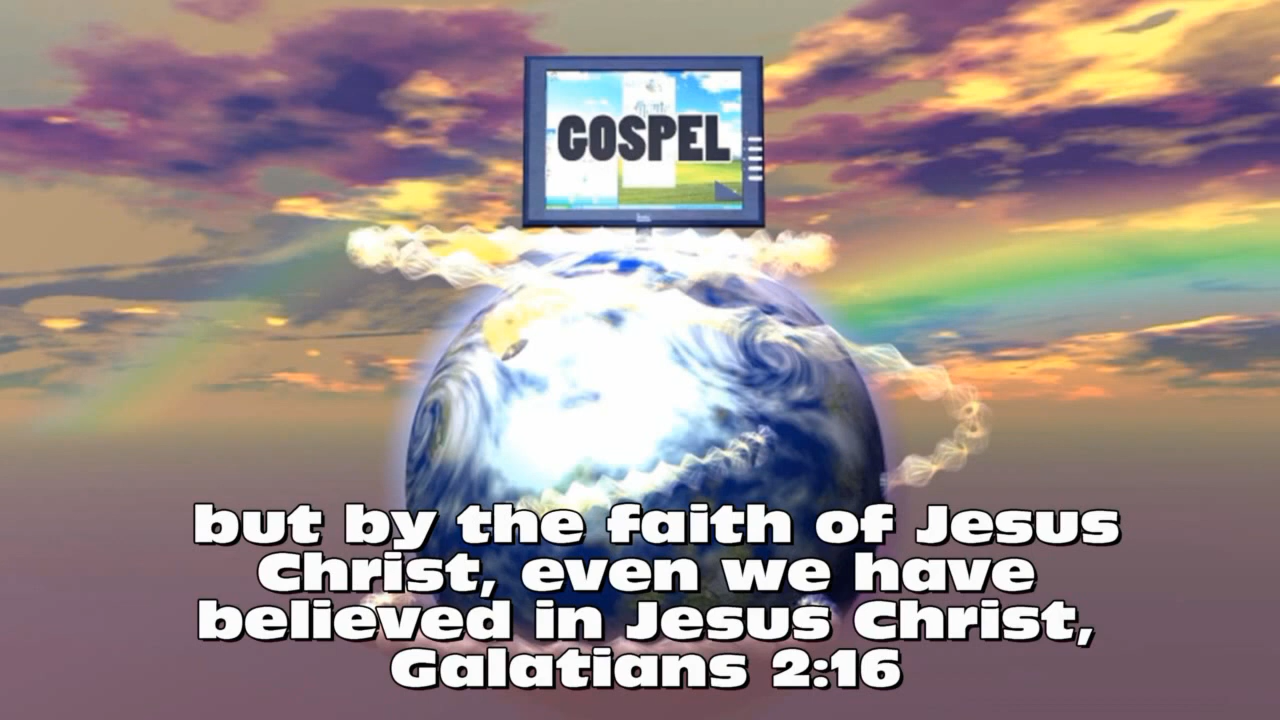 GOSPEL
but by the faith of Jesus
Christ, even we have
believed in Jesus Christ,
Galatians 2:16